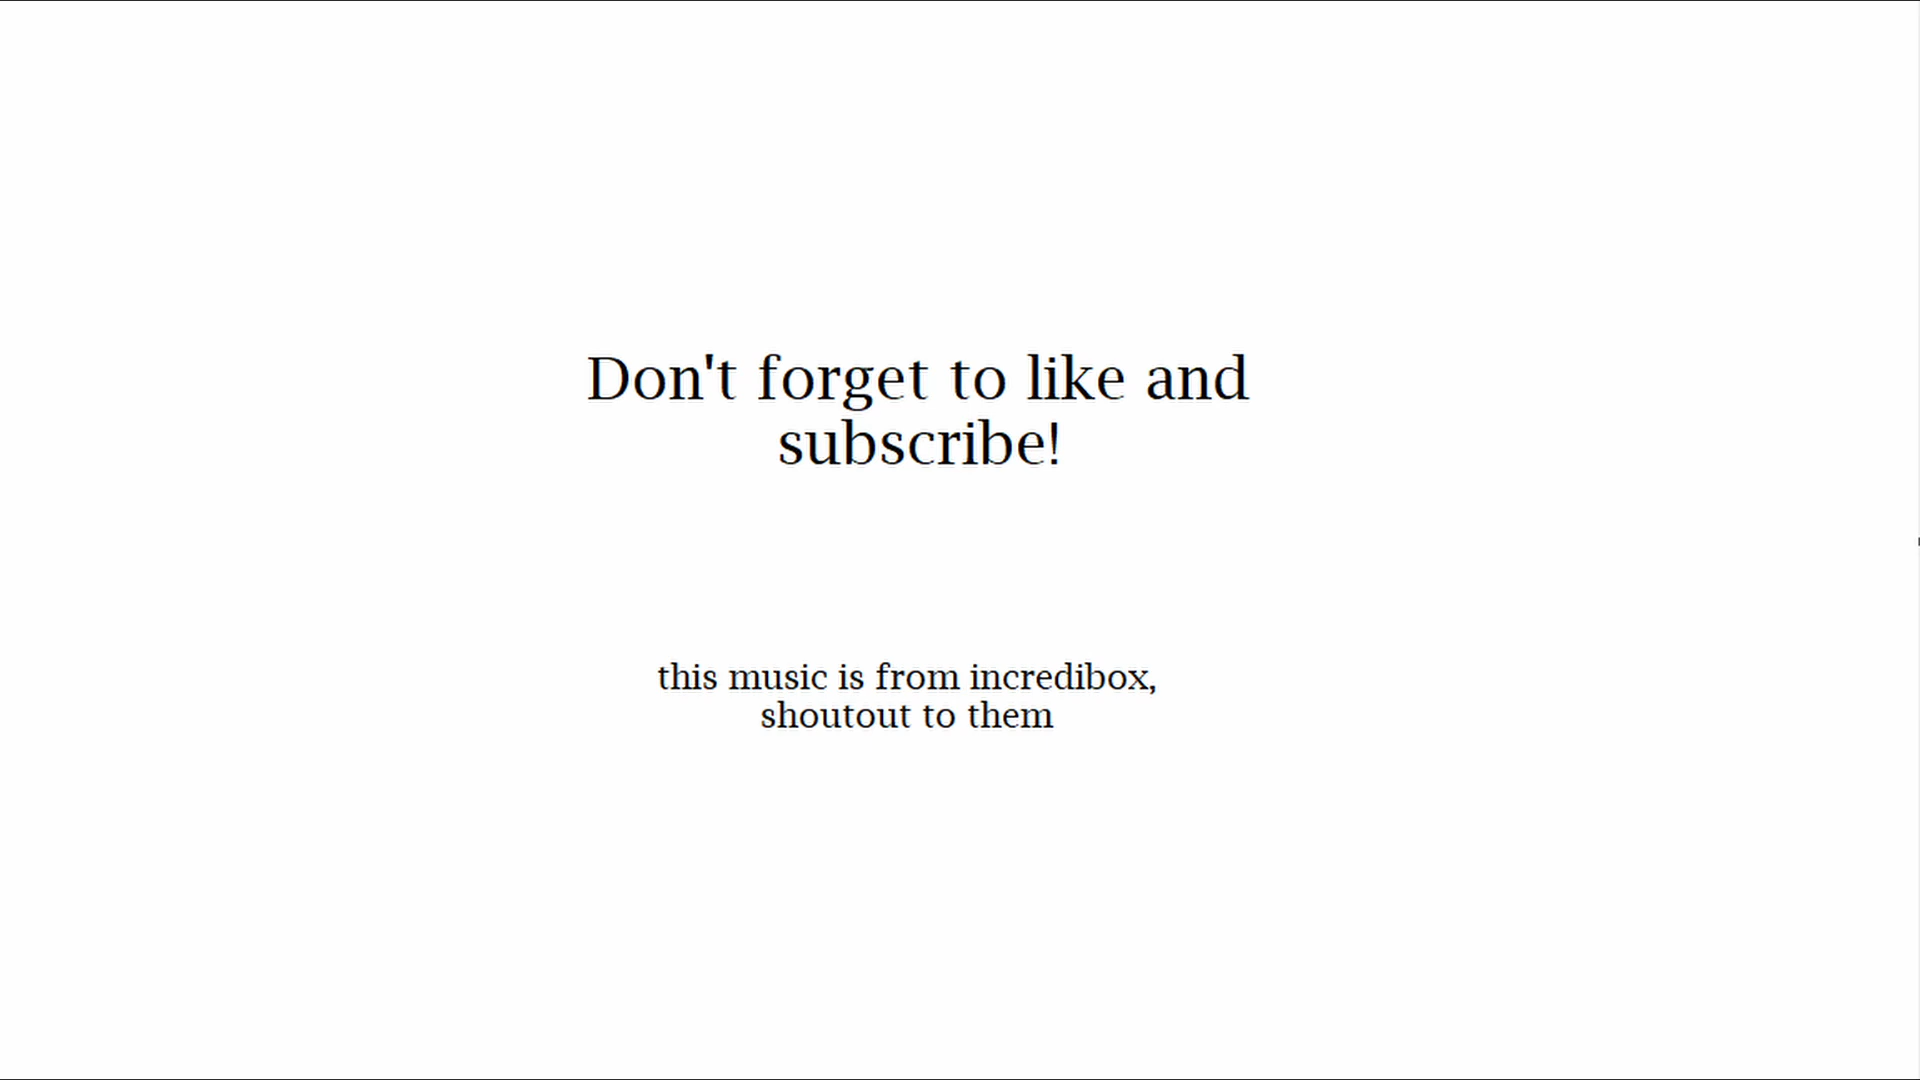 Don't forget to like and
subscribe!
this music is from incredibox,
shoutout to them